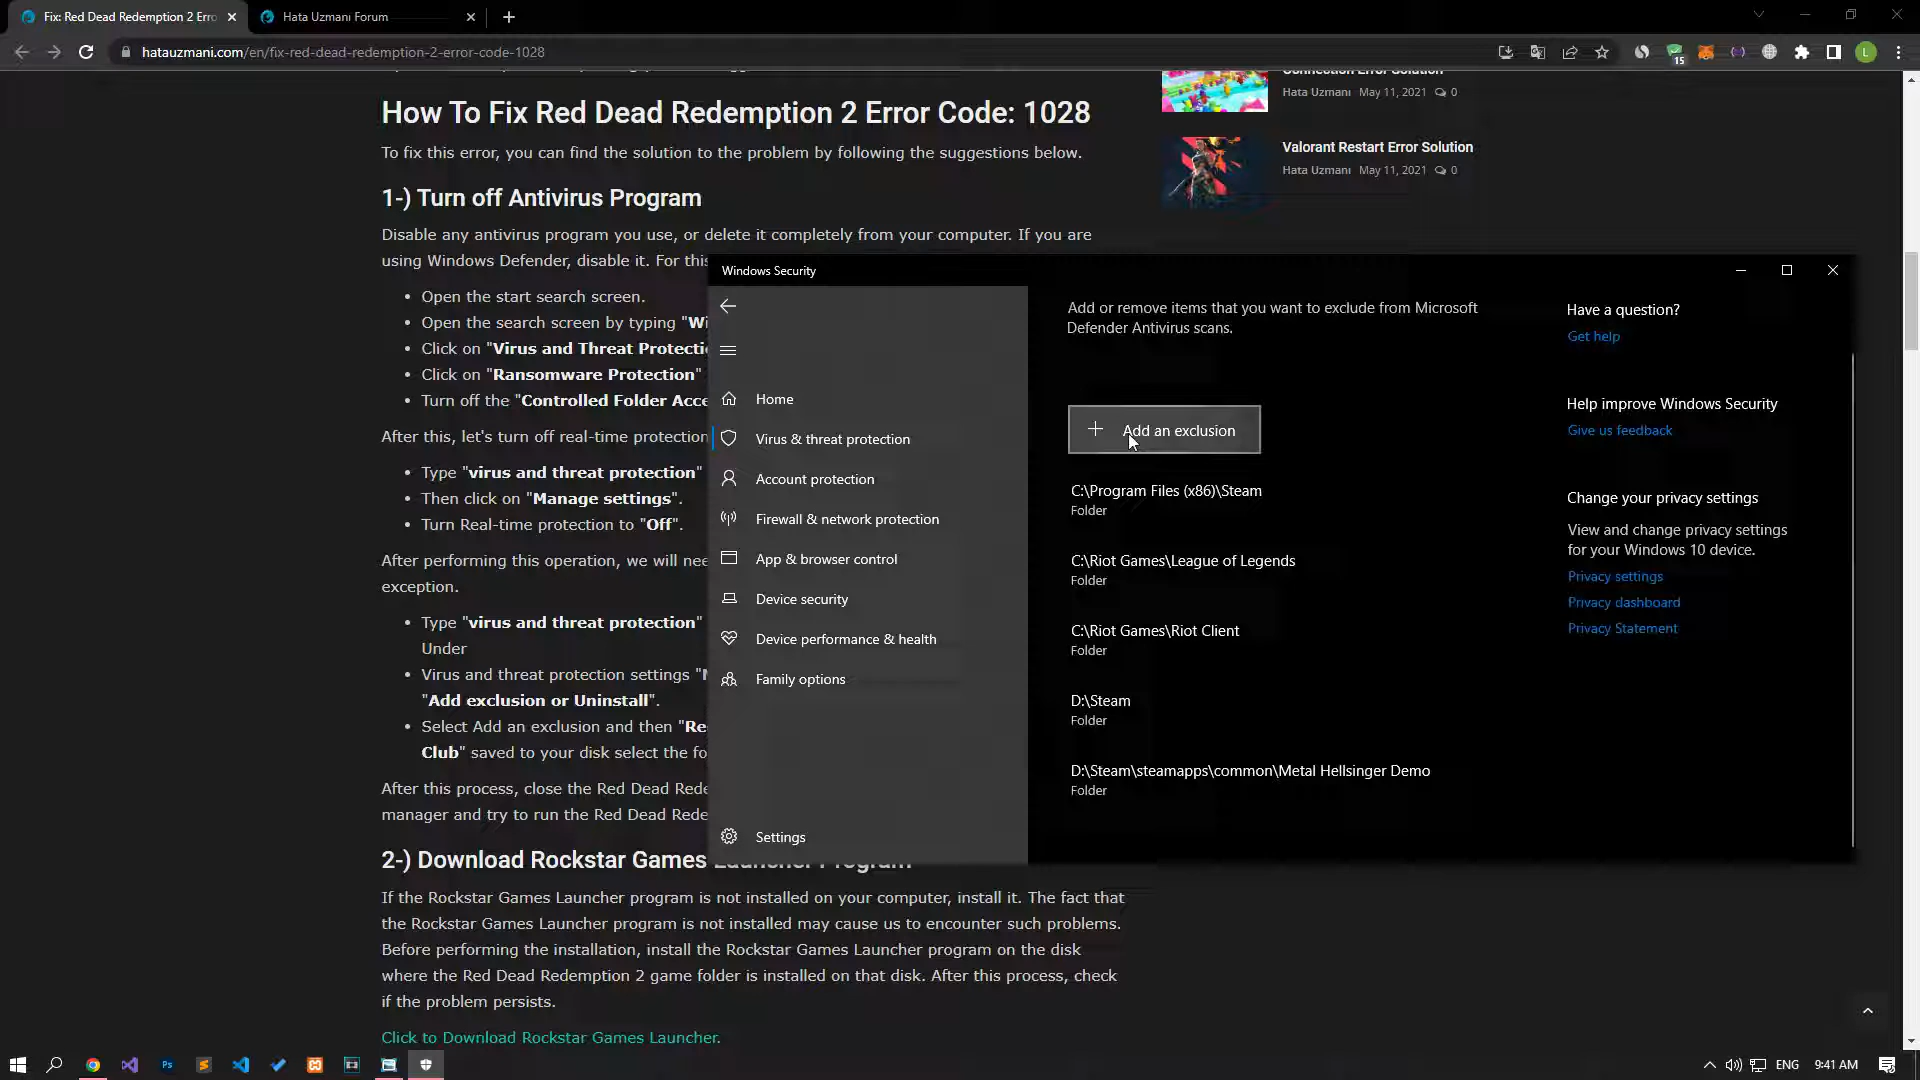 Fix: Red Dead Redemption 2 Erro
Hata Uzmani Forum
hatauzmani.com/en/fix-red-dead-redemption-2-error-code-1028
15
L
Connection Error Solution
Hata Uzmanı May 11, 2021 0
Valorant Restart Error Solution
Hata Uzmanı May 11, 2021 0
How To Fix Red Dead Redemption 2 Error Code: 1028
To fix this error, you can find the solution to the problem by following the suggestions below.
1-) Turn off Antivirus Program
Disable any antivirus program you use, or delete it completely from your computer. If you are
using Windows Defender, disable it. For this
• Open the start search screen.
• Open the search screen by typing "Wi
• Click on "Virus and Threat Protectio
• Click on "Ransomware Protection"
• Turn off the "Controlled Folder Acce
After this, let's turn off real-time protection
• Type "virus and threat protection"
• Then click on "Manage settings".
• Turn Real-time protection to "Off".
After performing this operation, we will nee
exception.
• Type "virus and threat protection"
Under
• Virus and threat protection settings "M
"Add exclusion or Uninstall".
• Select Add an exclusion and then "Re
Club" saved to your disk select the fo
After this process, close the Red Dead Rede
manager and try to run the Red Dead Rede
2-) Download Rockstar Games Launcher Program
If the Rockstar Games Launcher program is not installed on your computer, install it. The fact that
the Rockstar Games Launcher program is not installed may cause us to encounter such problems.
Before performing the installation, install the Rockstar Games Launcher program on the disk
where the Red Dead Redemption 2 game folder is installed on that disk. After this process, check
if the problem persists.
Click to Download Rockstar Games Launcher.
Windows Security
Home
Virus & threat protection
Account protection
Firewall & network protection
App & browser control
Device security
Device performance & health
Family options
Settings
Add or remove items that you want to exclude from Microsoft
Defender Antivirus scans.
Add an exclusion
C:\Program Files (x86)\Steam
Folder
C:\Riot Games\League of Legends
Folder
C:\Riot Games\Riot Client
Folder
D:\Steam
Folder
D:\Steam\steamapps\common\Metal Hellsinger Demo
Folder
Have a question?
Get help
Help improve Windows Security
Give us feedback
Change your privacy settings
View and change privacy settings
for your Windows 10 device.
Privacy settings
Privacy dashboard
Privacy Statement
Ps
ENG
9:41 AM